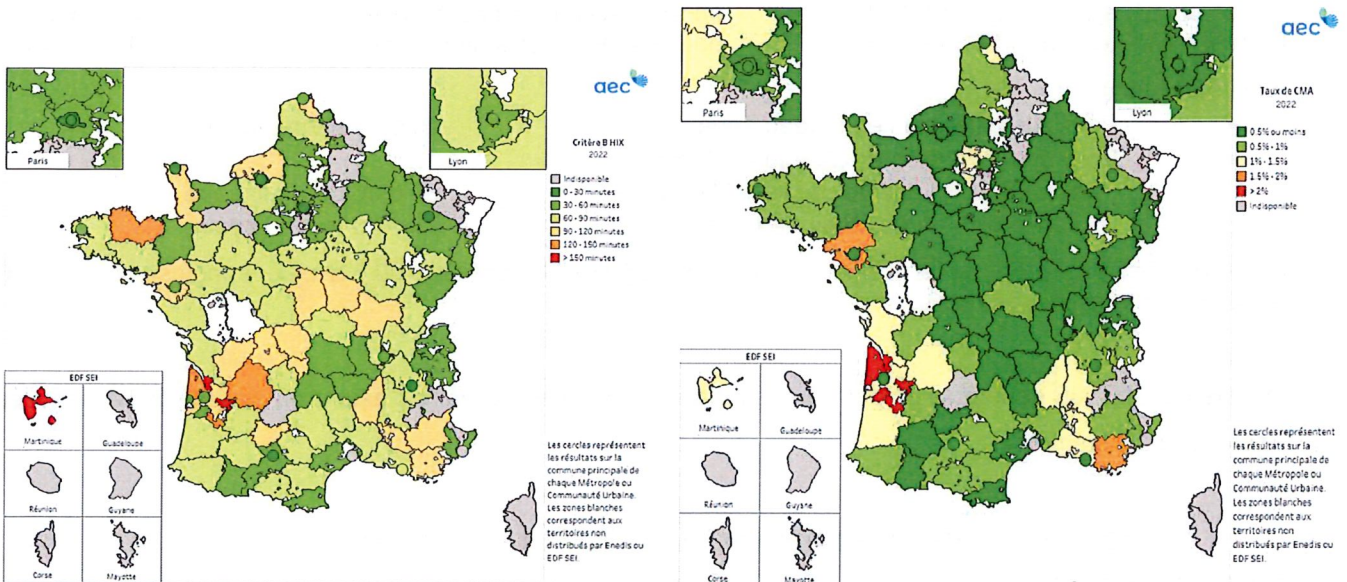 aec
Paris
Lyon
Critère B HIX
2022
Indisponible
0-30 minutes
30 - 60 minutes
60 - 90 minutes
90 - 120 minutes
120 - 150 minutes
> 150 minutes
EDF SEI
Martinique
Guadeloupe
Réunion
Guyane
Corse
Mayotte
Les cercles représentent
les résultats sur la
commune principale de
chaque Métropole ou
Communauté Urbaine.
Les zones blanches
correspondent aux
territoires non
distribués par Enedis ou
EDF SEI.
aec
Paris
Lyon
Taux de CMA
2022
0.5% ou moins
0.5% - 1%
1% - 1.5%
1.5% - 2%
> 2%
Indisponible
EDF SEI
Martinique
Guadeloupe
Réunion
Guyane
Corse
Mayotte
Les cercles représentent
les résultats sur la
commune principale de
chaque Métropole ou
Communauté Urbaine.
Les zones blanches
correspondent aux
territoires non
distribués par Enedis ou
EDF SEI.